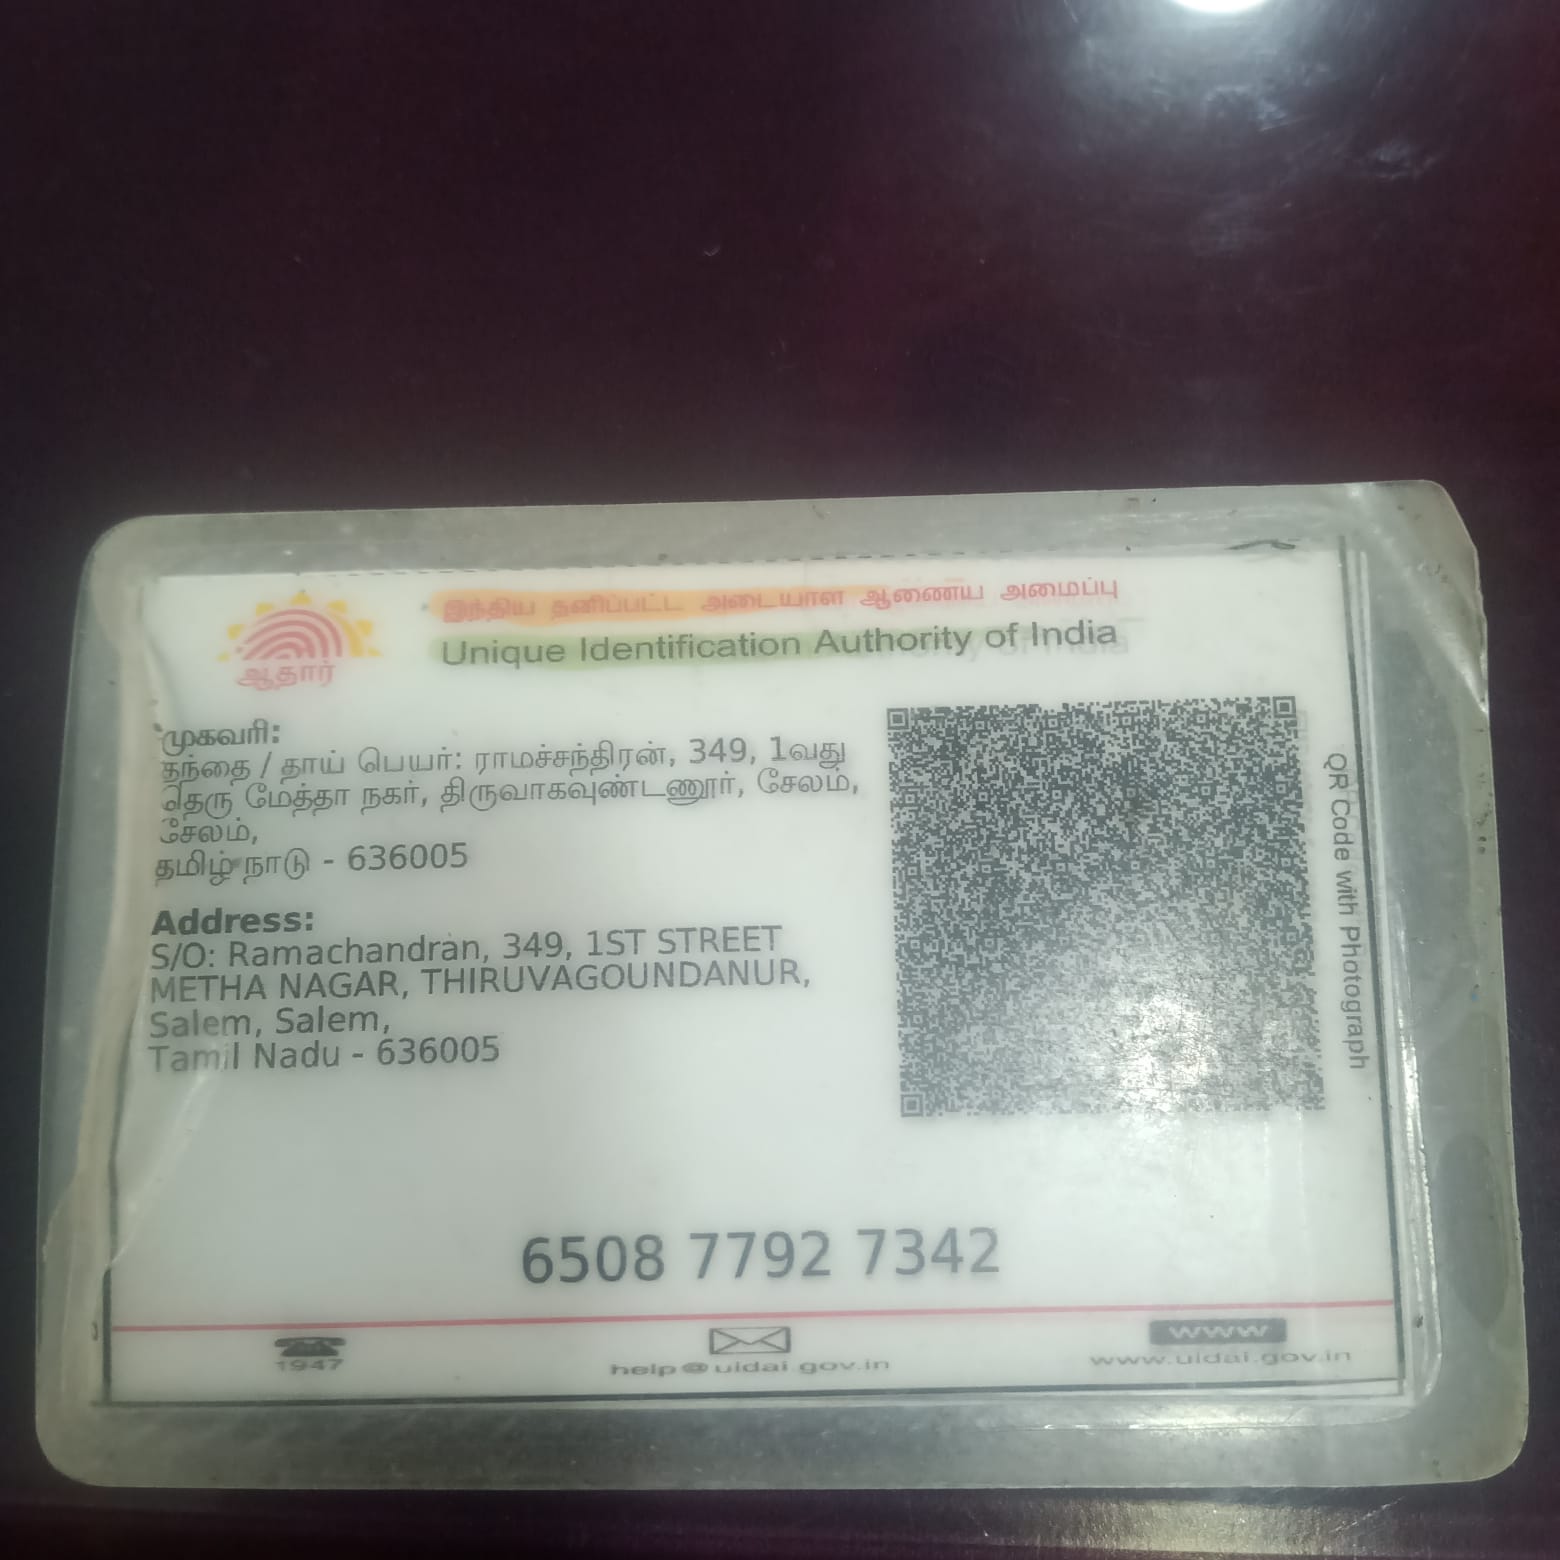 இந்திய தனிப்பட்ட அடையாள ஆணைய அமைப்பு
Unique Identification Authority of India
ஆதார்
முகவரி:
தந்தை / தாய் பெயர்: ராமச்சந்திரன், 349, 1வது
தெரு மேத்தா நகர், திருவாகவுண்டணூர், சேலம்,
சேலம்,
தமிழ் நாடு - 636005
Address:
S/O: Ramachandran, 349, 1ST STREET
METHA NAGAR, THIRUVAGOUNDANUR,
Salem, Salem,
Tamil Nadu - 636005
QR Code with Photograph
6508 7792 7342
1947
help@uidai.gov.in
www
www.uidai.gov.in